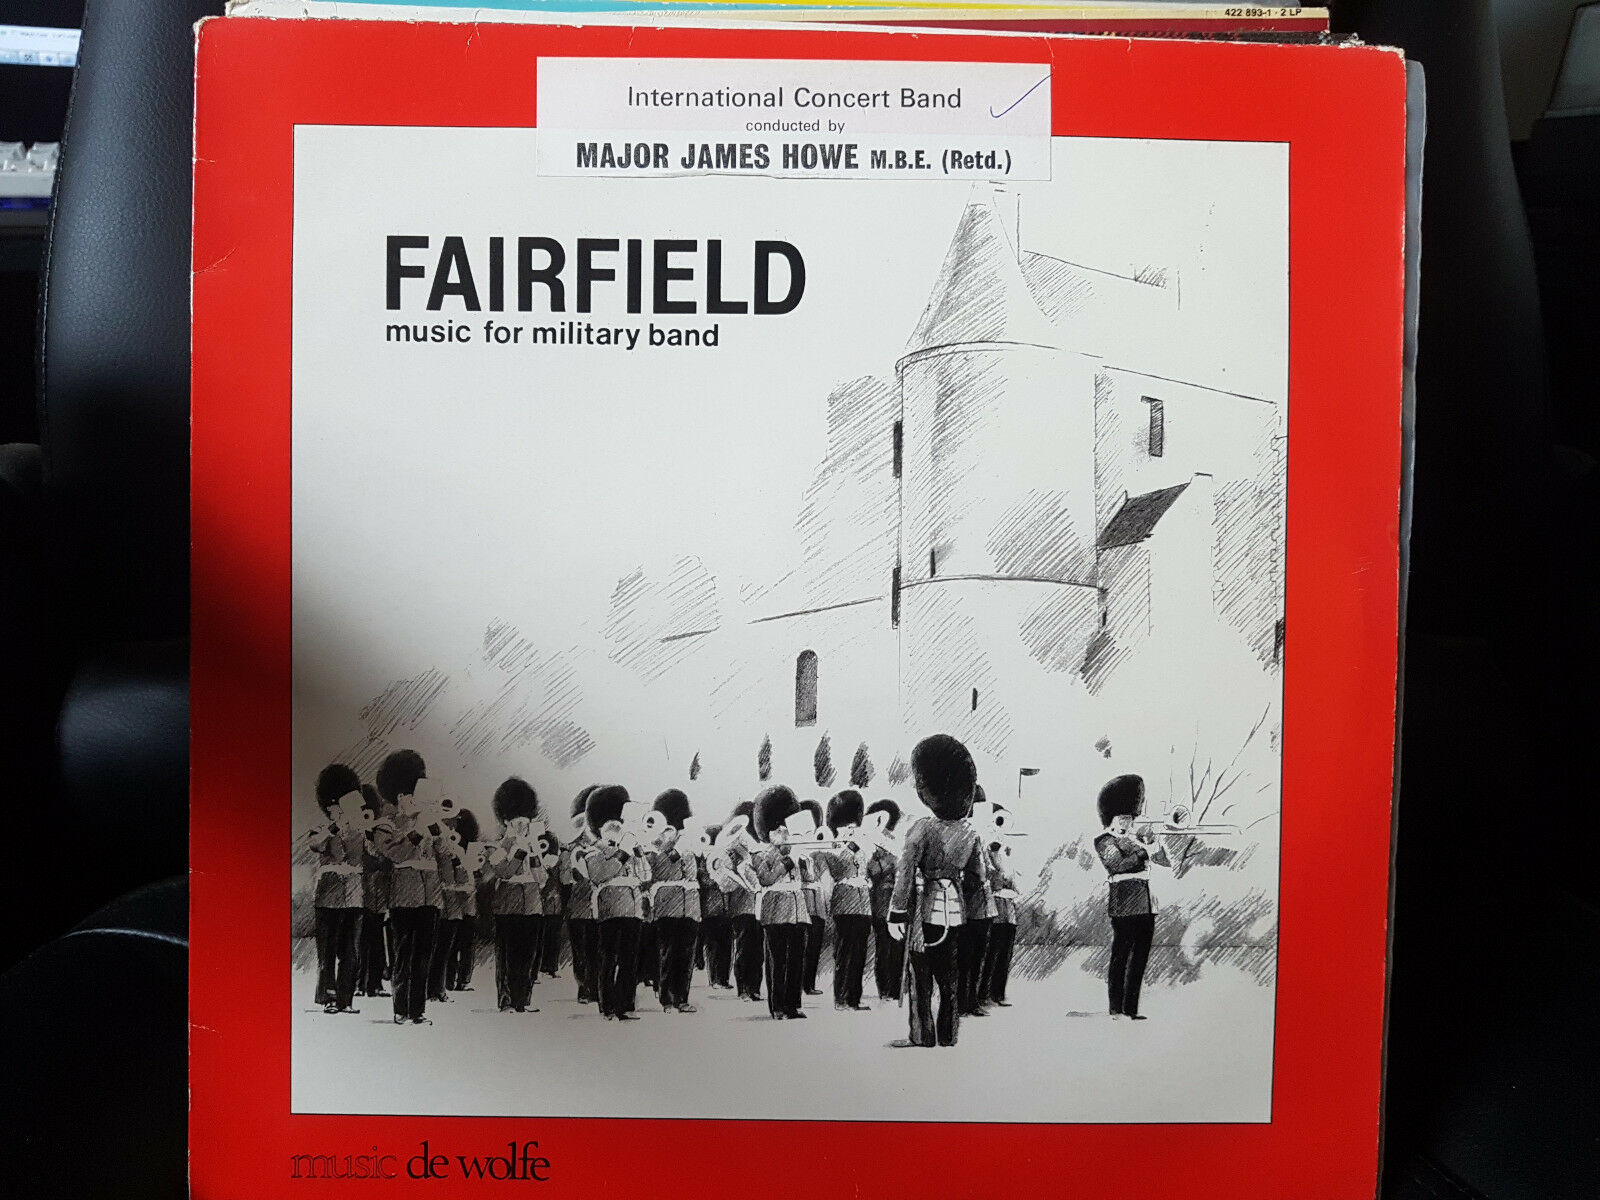 422 893-1 · 2 LP
International Concert Band
conducted by
MAJOR JAMES HOWE M.B.E. (Retd.)
FAIRFIELD
music for military band
music de wolfe